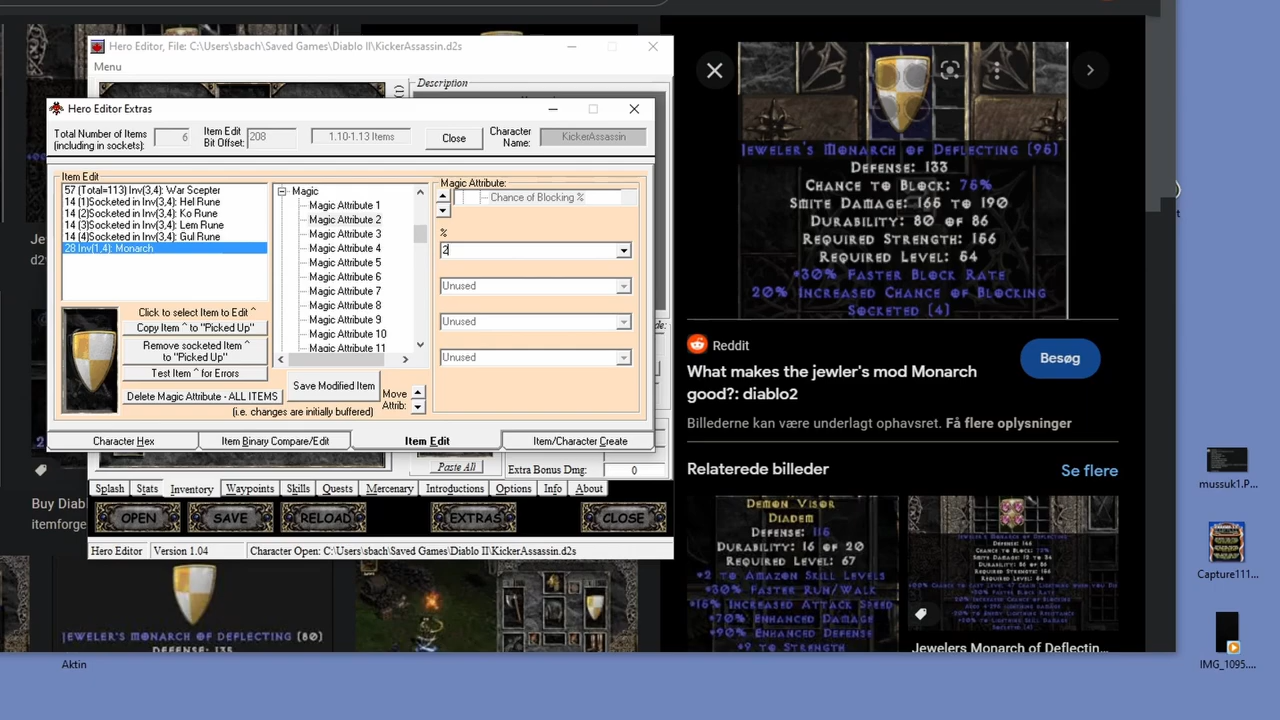 Hero Editor, File: C:\Users\sbach\Saved Games\Diablo II\KickerAssassin.d2s
Menu
Description
Hero Editor Extras
Total Number of Items
(including in sockets):
6
Item Edit
Bit Offset:
208
1.10-1.13 Items
Close
Character
Name:
KickerAssassin
Item Edit
57 (Total=113) Inv(3,4): War Scepter
14 (1)Socketed in Inv(3,4): Hel Rune
14 (2)Socketed in Inv(3,4): Ko Rune
14 (3)Socketed in Inv(3,4): Lem Rune
14 (4)Socketed in Inv(3,4): Gul Rune
28 Inv(1,4): Monarch
Magic
Magic Attribute 1
Magic Attribute 2
Magic Attribute 3
Magic Attribute 4
Magic Attribute 5
Magic Attribute 6
Magic Attribute 7
Magic Attribute 8
Magic Attribute 9
Magic Attribute 10
Magic Attribute 11
Magic Attribute:
Chance of Blocking %
%
2
Unused
Unused
Unused
Click to select Item to Edit ^
Copy Item ^ to "Picked Up"
Remove socketed Item ^
to "Picked Up"
Test Item ^ for Errors
Delete Magic Attribute - ALL ITEMS
Save Modified Item
(i.e. changes are initially buffered)
Move
Attrib:
Character Hex
Item Binary Compare/Edit
Item Edit
Item/Character Create
Paste All
Extra Bonus Dmg:
0
Splash
Stats
Inventory
Waypoints
Skills
Quests
Mercenary
Introductions
Options
Info
About
OPEN
SAVE
RELOAD
EXTRAS
CLOSE
Hero Editor
Version 1.04
Character Open: C:\Users\sbach\Saved Games\Diablo II\KickerAssassin.d2s
Je
d2:
Buy Diab
itemforge
JEWELER'S MONARCH OF DEFLECTING (80)
DEFENSE: 135
Aktin
JEWELER'S MONARCH OF DEFLECTING (95)
DEFENSE: 133
CHANCE TO BLOCK: 75%
SMITE DAMAGE: 165 TO 190
DURABILITY: 80 OF 86
REQUIRED STRENGTH: 156
REQUIRED LEVEL: 54
+30% FASTER BLOCK RATE
20% INCREASED CHANCE OF BLOCKING
SOCKETED (4)
Reddit
What makes the jewler's mod Monarch
good?: diablo2
Besøg
Billederne kan være underlagt ophavsret. Få flere oplysninger
Relaterede billeder
Se flere
DEMON VISOR
DIADEM
DEFENSE: 115
DURABILITY: 16 OF 20
REQUIRED LEVEL: 67
+2 TO AMAZON SKILL LEVELS
+30% FASTER RUN/WALK
+15% INCREASED ATTACK SPEED
+70% ENHANCED DAMAGE
+90% ENHANCED DEFENSE
+9 TO STRENGTH
Jewelers Monarch of Deflectin...
mussuk1.P...
Capture111...
IMG_1095....